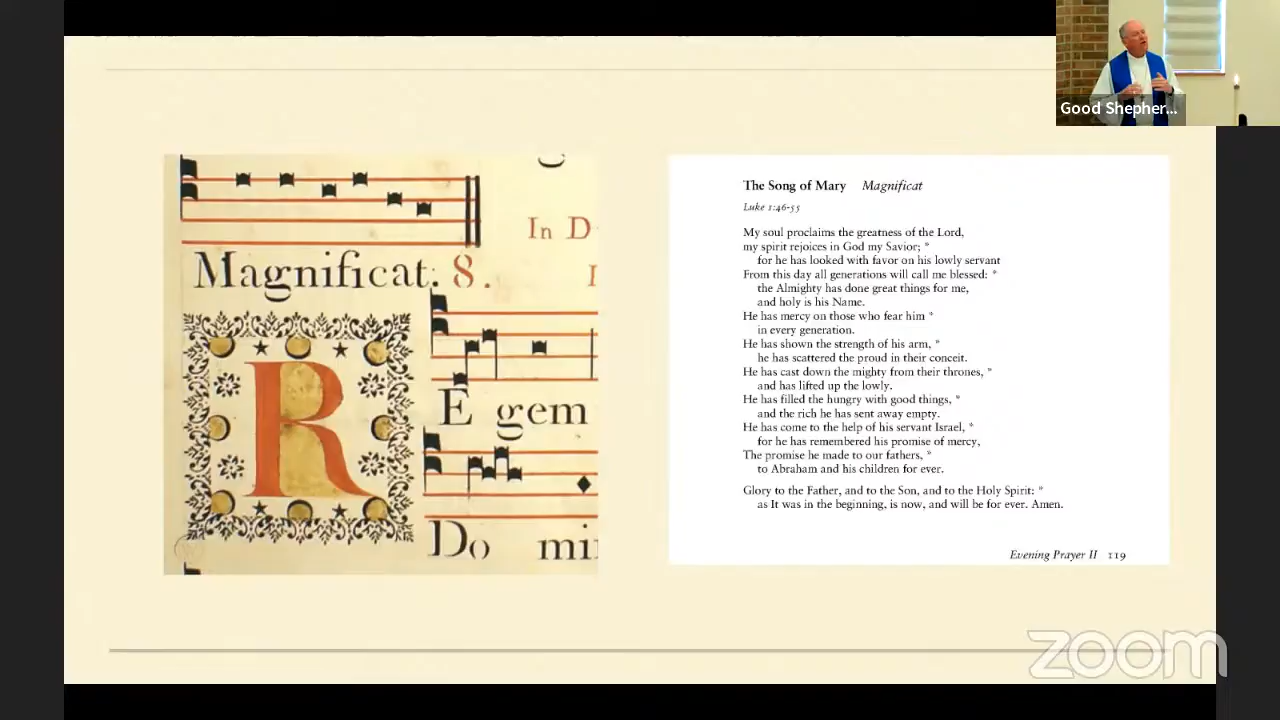 Good Shepher...
Magnificat. 8.
In D
E gem
Do mi
The Song of Mary Magnificat
Luke 1:46-55
My soul proclaims the greatness of the Lord,
my spirit rejoices in God my Savior; *
for he has looked with favor on his lowly servant
From this day all generations will call me blessed: *
the Almighty has done great things for me,
and holy is his Name.
He has mercy on those who fear him *
in every generation.
He has shown the strength of his arm, *
he has scattered the proud in their conceit.
He has cast down the mighty from their thrones, *
and has lifted up the lowly.
He has filled the hungry with good things, *
and the rich he has sent away empty.
He has come to the help of his servant Israel, *
for he has remembered his promise of mercy,
The promise he made to our fathers, *
to Abraham and his children for ever.
Glory to the Father, and to the Son, and to the Holy Spirit: *
as It was in the beginning, is now, and will be for ever. Amen.
Evening Prayer II 119
R
zoom